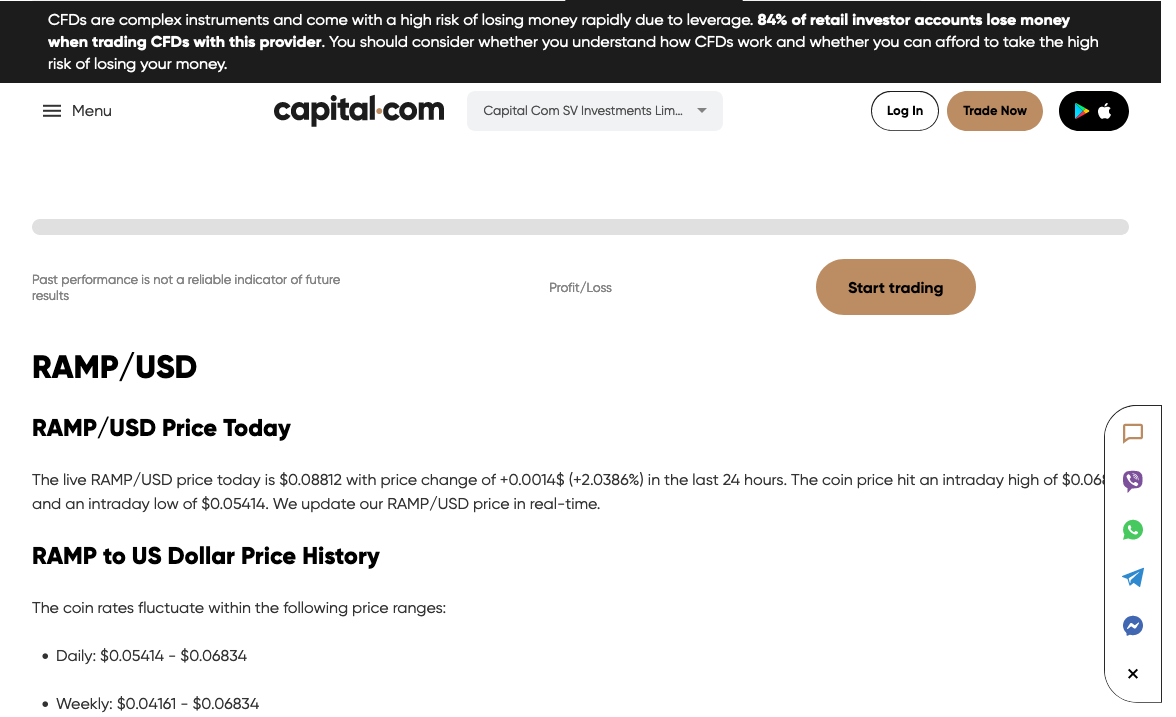 CFDs are complex instruments and come with a high risk of losing money rapidly due to leverage. 84% of retail investor accounts lose money
when trading CFDs with this provider. You should consider whether you understand how CFDs work and whether you can afford to take the high
risk of losing your money.
Menu
capital.com
Capital Com SV Investments Lim...
Log In
Trade Now
Past performance is not a reliable indicator of future
results
Profit/Loss
Start trading
RAMP/USD
RAMP/USD Price Today
The live RAMP/USD price today is $0.08812 with price change of +0.0014$ (+2.0386%) in the last 24 hours. The coin price hit an intraday high of
and an intraday low of $0.05414. We update our RAMP/USD price in real-time.
RAMP to US Dollar Price History
The coin rates fluctuate within the following price ranges:
• Daily: $0.05414 - $0.06834
• Weekly: $0.04161 - $0.06834